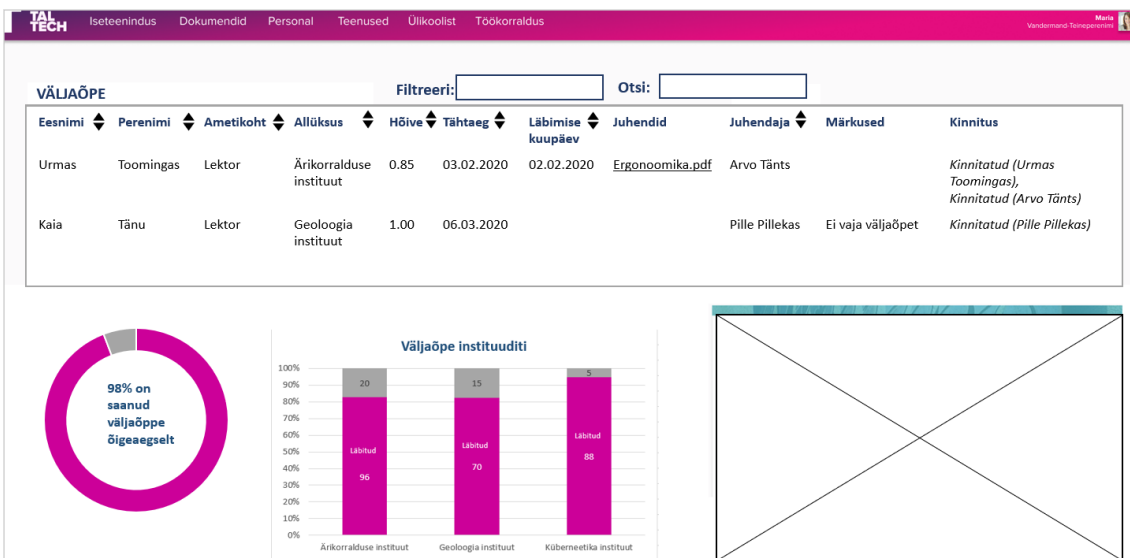 TAL
TECH
Iseteenindus Dokumendid Personal Teenused Ülikoolist Töökorraldus
Maria
Vandermand-Teineperenimi
VÄLJAÕPE
Filtreeri:
Otsi:
Eesnimi Perenimi Ametikoht Allüksus Hõive Tähtaeg Läbimise Juhendid Juhendaja Märkused Kinnitus
kuupäev
Urmas Toomingas Lektor Ärikorralduse 0.85 03.02.2020 02.02.2020 Ergonoomika.pdf Arvo Tänts Kinnitatud (Urmas
instituut Toomingas),
Kinnitatud (Arvo Tänts)
Kaia Tänu Lektor Geoloogia 1.00 06.03.2020 Pille Pillekas Ei vaja väljaõpet Kinnitatud (Pille Pillekas)
instituut
98% on
saanud
väljaõppe
õigeaegselt
Väljaõpe instituuditi
100%
90%
80%
70%
60%
50%
40%
30%
20%
10%
0%
20 15 5
Läbitud Läbitud Läbitud
96 70 88
Ärikorralduse instituut Geoloogia instituut Küberneetika instituut